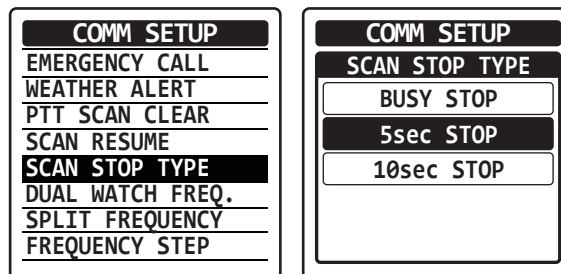 COMM SETUP
EMERGENCY CALL
WEATHER ALERT
PTT SCAN CLEAR
SCAN RESUME
SCAN STOP TYPE
DUAL WATCH FREQ.
SPLIT FREQUENCY
FREQUENCY STEP
COMM SETUP
SCAN STOP TYPE
BUSY STOP
5sec STOP
10sec STOP